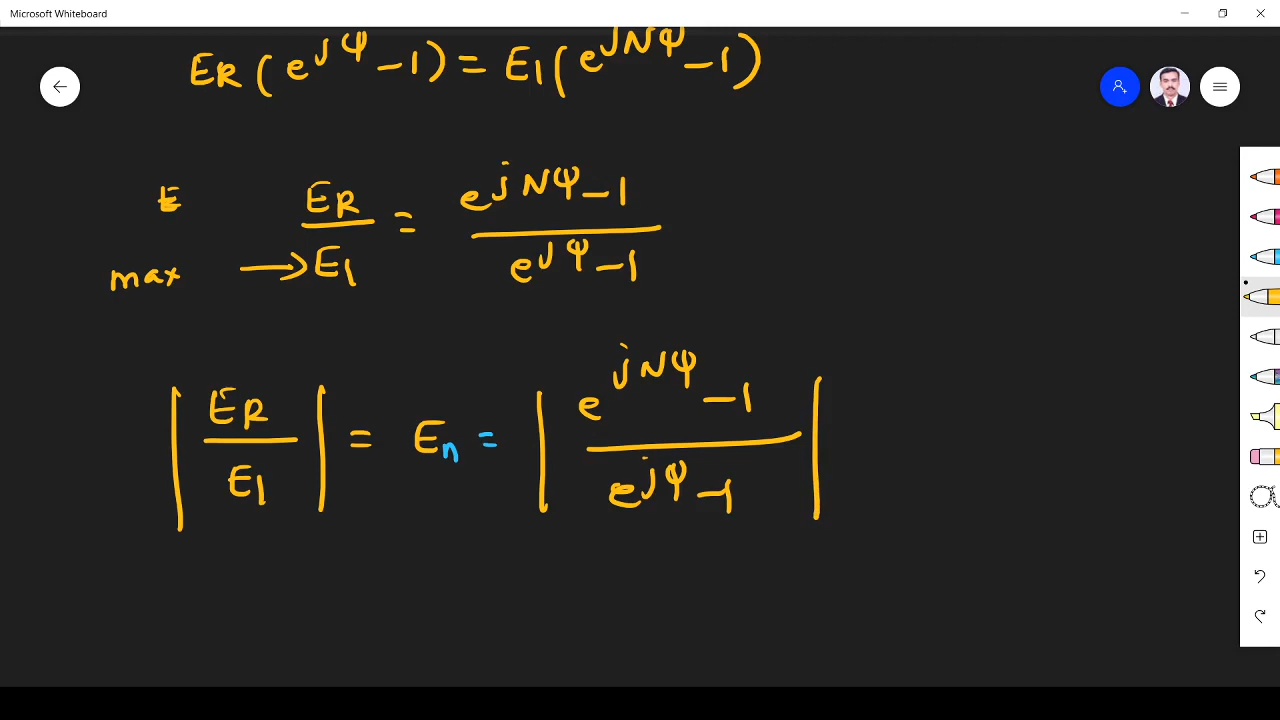 Microsoft Whiteboard
ER(e^jψ-1) = E1(e^jNψ-1)
E ER/E1 = (e^jNψ-1)/(e^jψ-1)
max →
|ER/E1| = En = |(e^jNψ-1)/(e^jψ-1)|